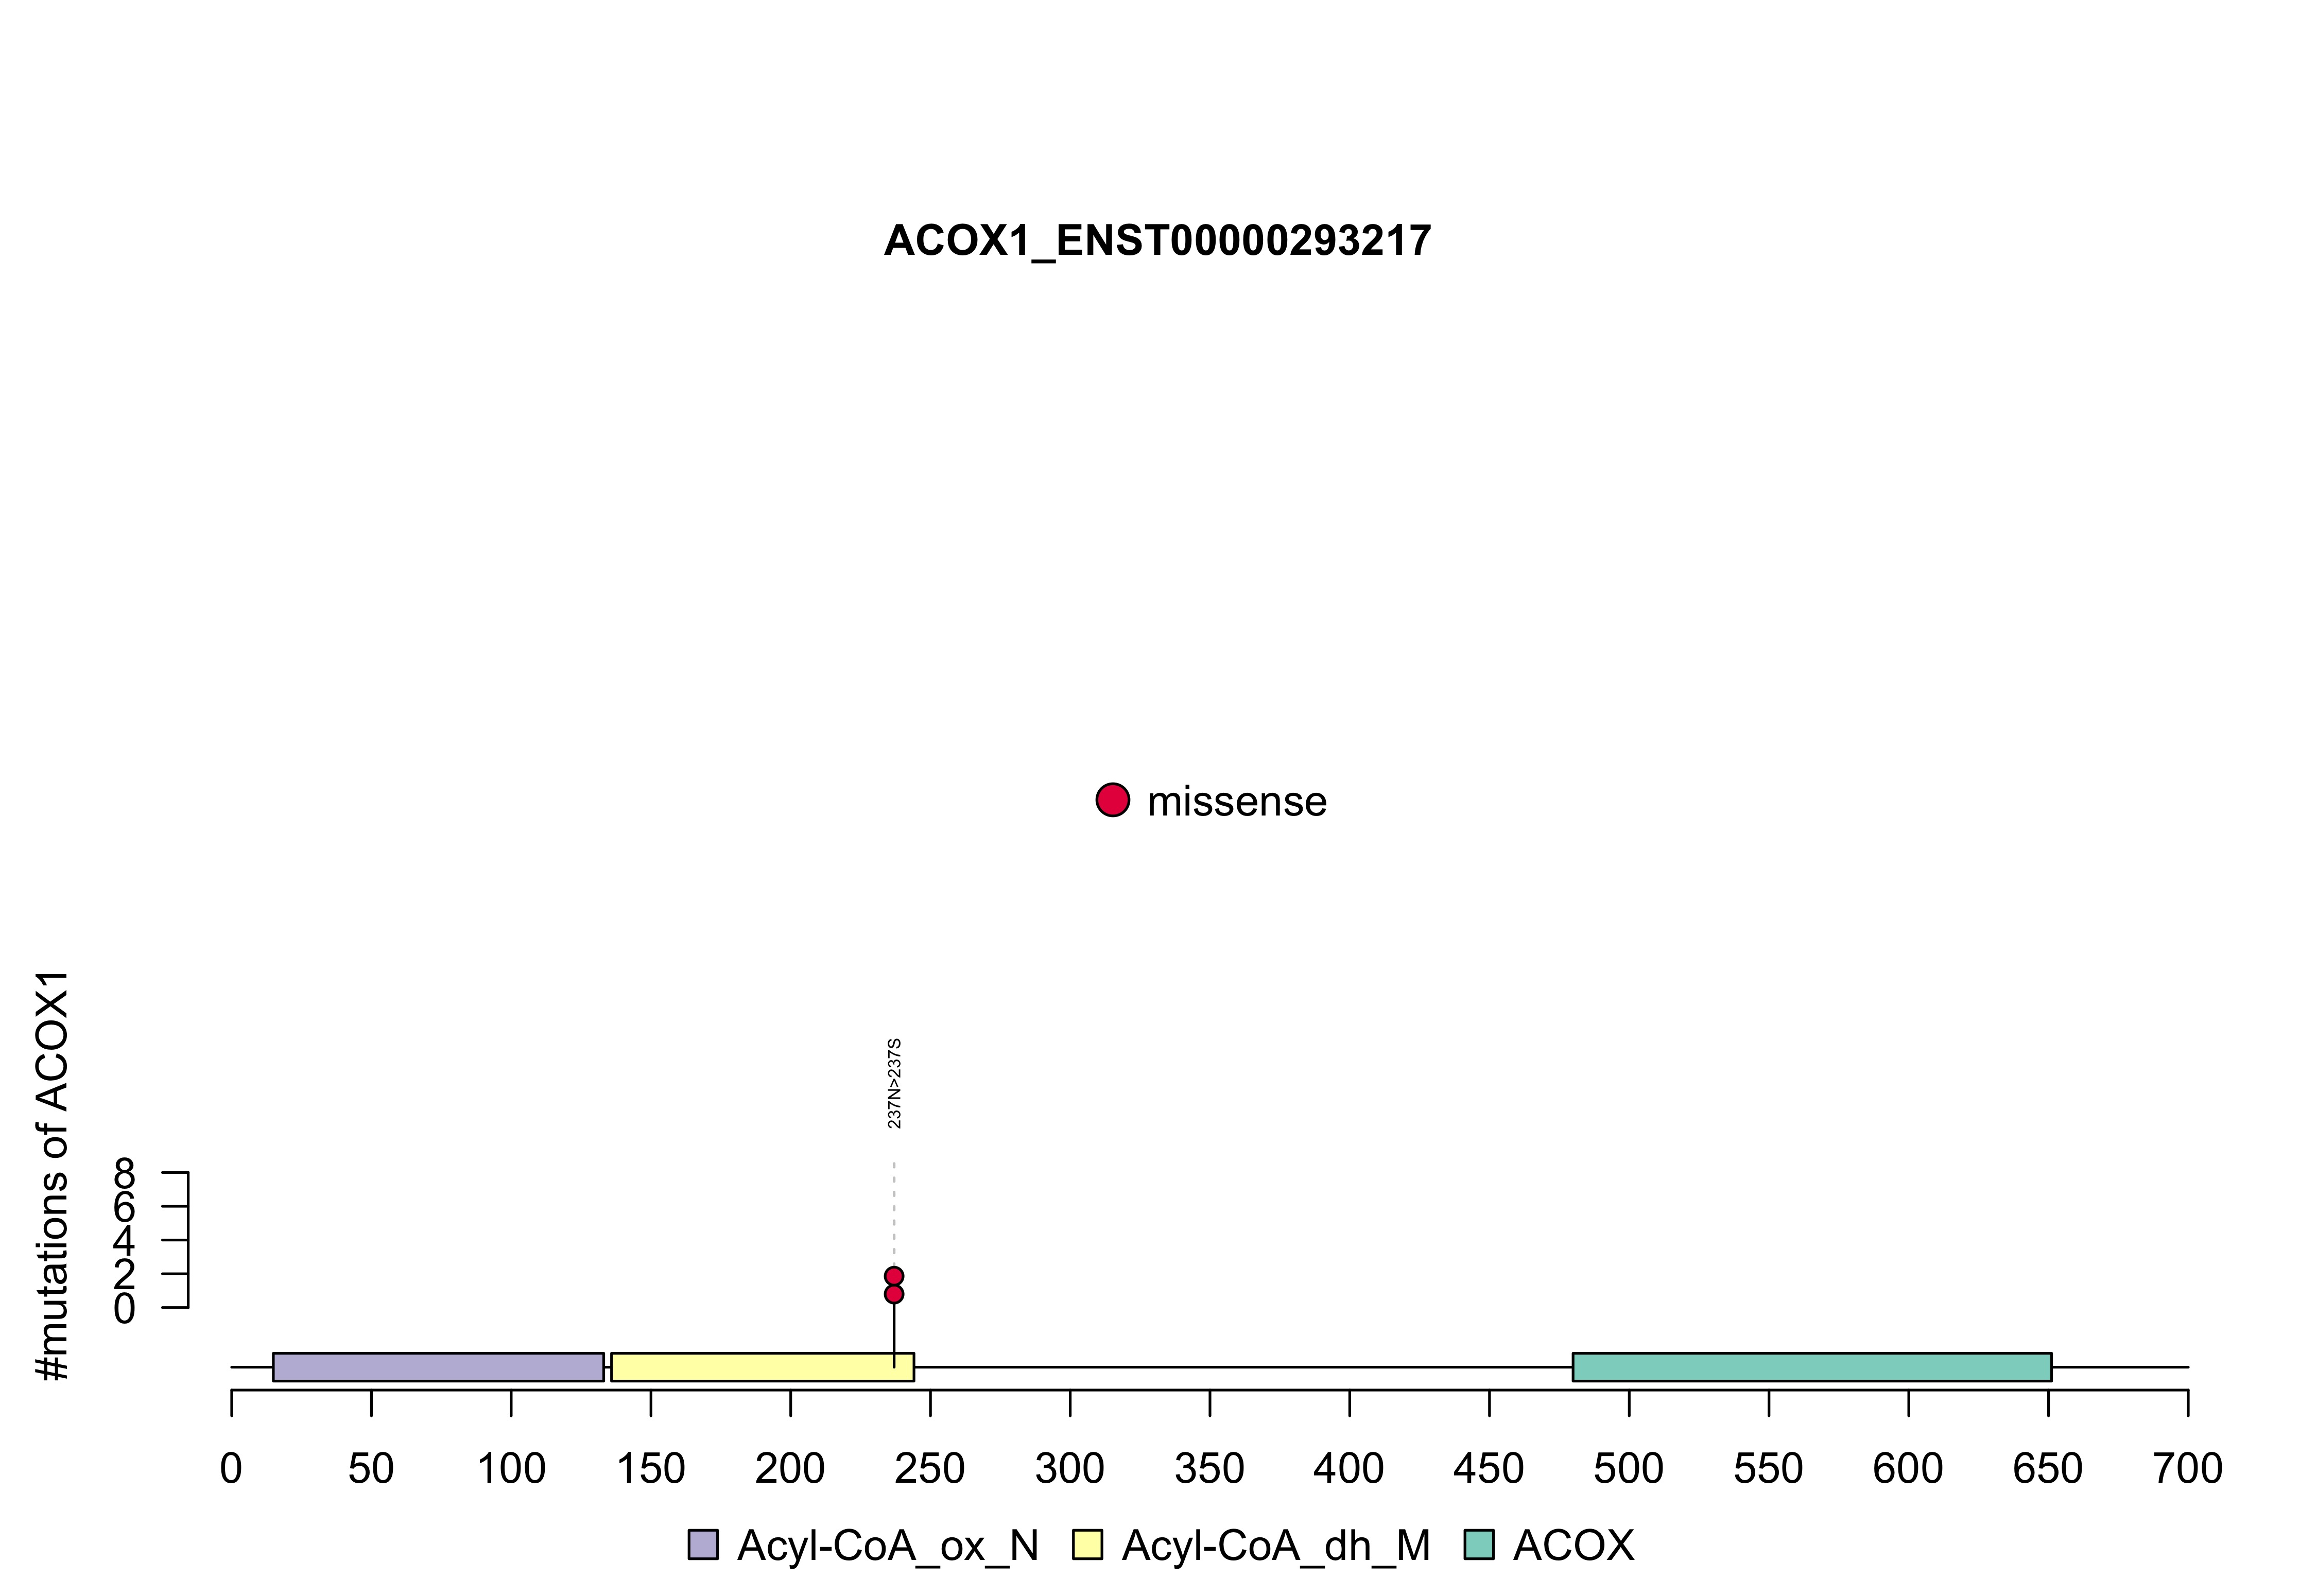 ACOX1_ENST00000293217
missense
#mutations of ACOX1
237N>237S
8
6
4
2
0
0 50 100 150 200 250 300 350 400 450 500 550 600 650 700
Acyl-CoA_ox_N Acyl-CoA_dh_M ACOX